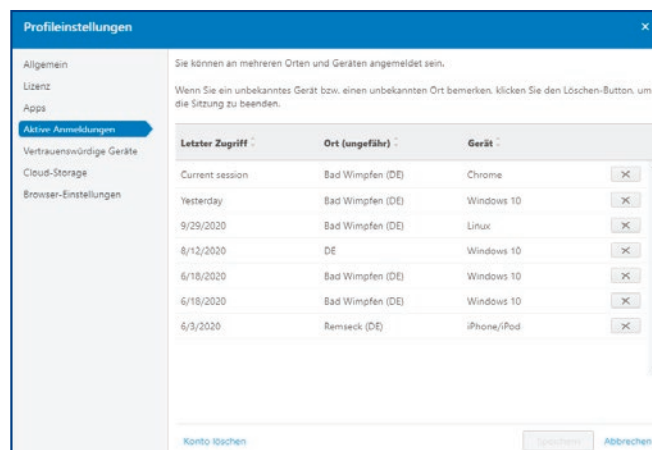 Profileinstellungen
Allgemein
Lizenz
Apps
Aktive Anmeldungen
Vertrauenswürdige Geräte
Cloud-Storage
Browser-Einstellungen
Sie können an mehreren Orten und Geräten angemeldet sein.
Wenn Sie ein unbekanntes Gerät bzw. einen unbekannten Ort bemerken, klicken Sie den Löschen-Button, um
die Sitzung zu beenden.
Letzter Zugriff Ort (ungefähr) Gerät
Current session Bad Wimpfen (DE) Chrome
Yesterday Bad Wimpfen (DE) Windows 10
9/29/2020 Bad Wimpfen (DE) Linux
8/12/2020 DE Windows 10
6/18/2020 Bad Wimpfen (DE) Windows 10
6/18/2020 Bad Wimpfen (DE) Windows 10
6/3/2020 Remseck (DE) iPhone/iPod
Konto löschen Speichern Abbrechen